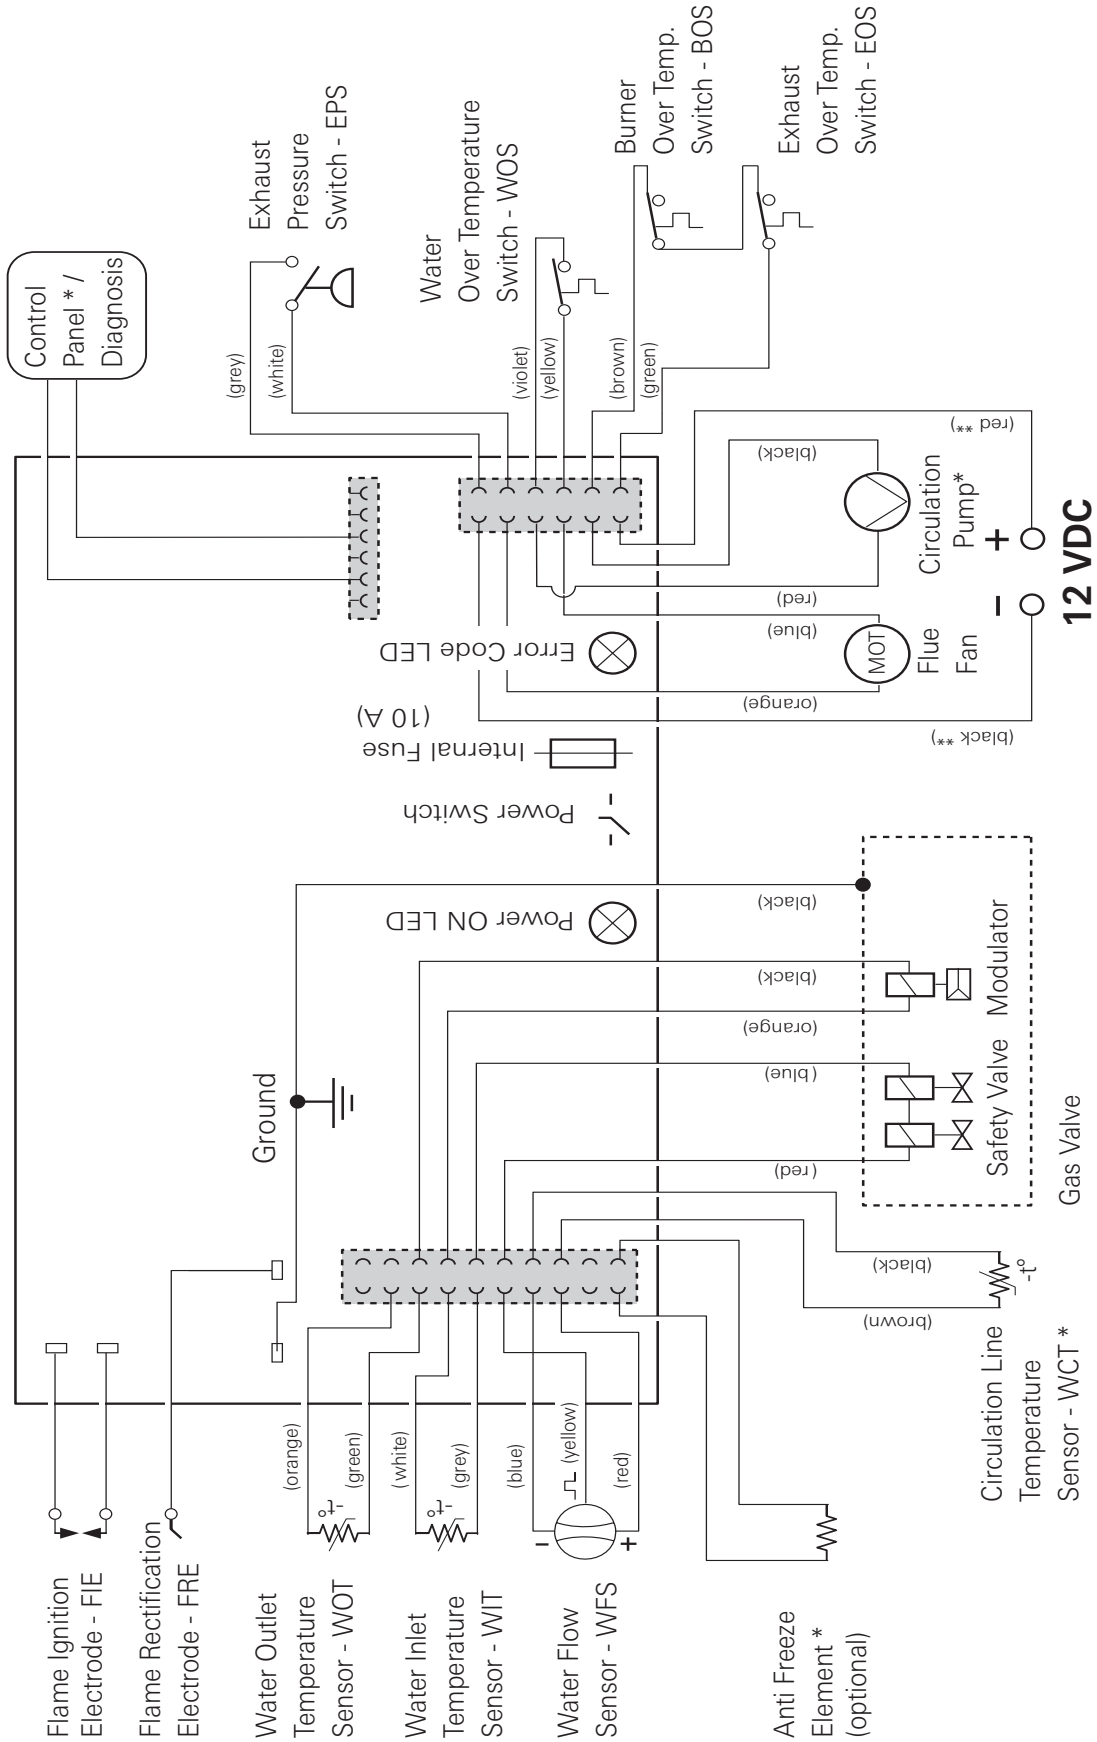 Control
Panel * /
Diagnosis
Exhaust
Pressure
Switch - EPS
Water
Over Temperature
Switch - WOS
Burner
Over Temp.
Switch - BOS
Exhaust
Over Temp.
Switch - EOS
(grey)
(white)
(violet)
(yellow)
(brown)
(green)
(red **)
(black)
(red)
(blue)
(orange)
(black **)
Circulation
Pump*
MOT
Flue
Fan
+
–
12 VDC
Error Code LED
Internal Fuse
(10 A)
Power Switch
Power ON LED
Ground
(black)
(black)
(orange)
(blue)
(red)
Modulator
Safety Valve
Gas Valve
(black)
(brown)
-t°
Circulation Line
Temperature
Sensor - WCT *
Flame Ignition
Electrode - FIE
Flame Rectification
Electrode - FRE
Water Outlet
Temperature
Sensor - WOT
(orange)
(green)
-t°
Water Inlet
Temperature
Sensor - WIT
(white)
(grey)
-t°
Water Flow
Sensor - WFS
(blue)
(yellow)
(red)
–
+
Anti Freeze
Element *
(optional)